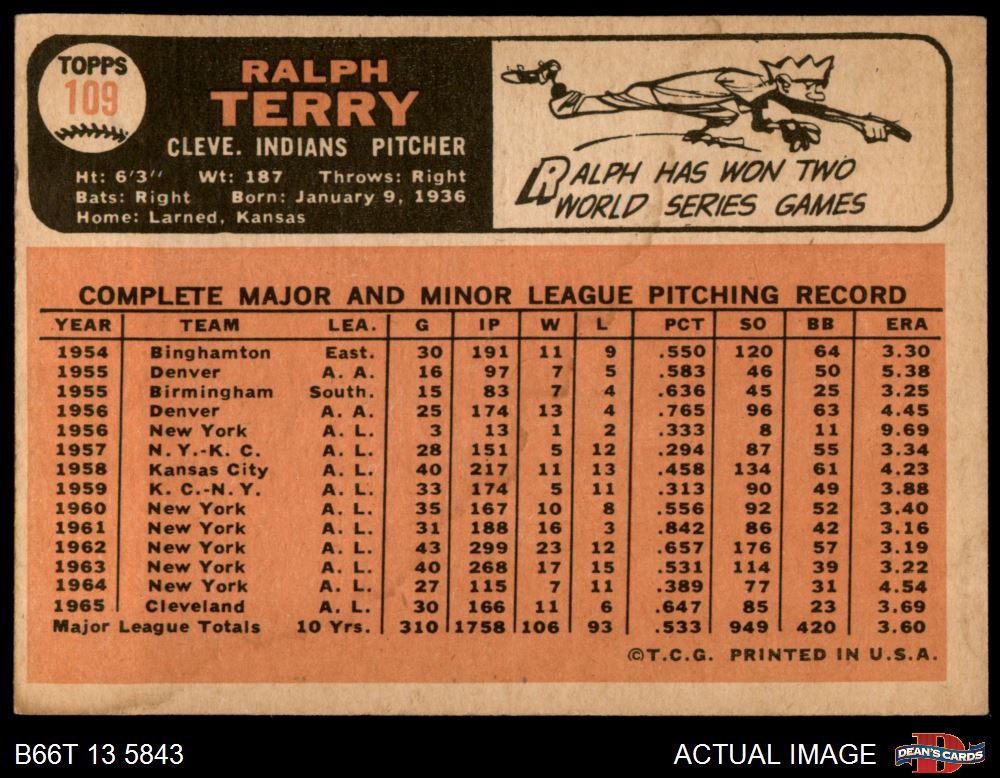 TOPPS
109
RALPH
TERRY
CLEVE. INDIANS PITCHER
Ht: 6'3" Wt: 187 Throws: Right
Bats: Right Born: January 9, 1936
Home: Larned, Kansas
RALPH HAS WON TWO
WORLD SERIES GAMES
COMPLETE MAJOR AND MINOR LEAGUE PITCHING RECORD
YEAR TEAM LEA. G IP W L PCT SO BB ERA
1954 Binghamton East. 30 191 11 9 .550 120 64 3.30
1955 Denver A. A. 16 97 7 5 .583 46 50 5.38
1955 Birmingham South. 15 83 7 4 .636 45 25 3.25
1956 Denver A. A. 25 174 13 4 .765 96 63 4.45
1956 New York A. L. 3 13 1 2 .333 8 11 9.69
1957 N. Y.-K. C. A. L. 28 151 5 12 .294 87 55 3.34
1958 Kansas City A. L. 40 217 11 13 .458 134 61 4.23
1959 K. C.-N. Y. A. L. 33 174 5 11 .313 90 49 3.88
1960 New York A. L. 35 167 10 8 .556 92 52 3.40
1961 New York A. L. 31 188 16 3 .842 86 42 3.16
1962 New York A. L. 43 299 23 12 .657 176 57 3.19
1963 New York A. L. 40 268 17 15 .531 114 39 3.22
1964 New York A. L. 27 115 7 11 .389 77 31 4.54
1965 Cleveland A. L. 30 166 11 6 .647 85 23 3.69
Major League Totals 10 Yrs. 310 1758 106 93 .533 949 420 3.60
©T.C.G. PRINTED IN U.S.A.
B66T 13 5843
ACTUAL IMAGE
DEAN'S CARDS